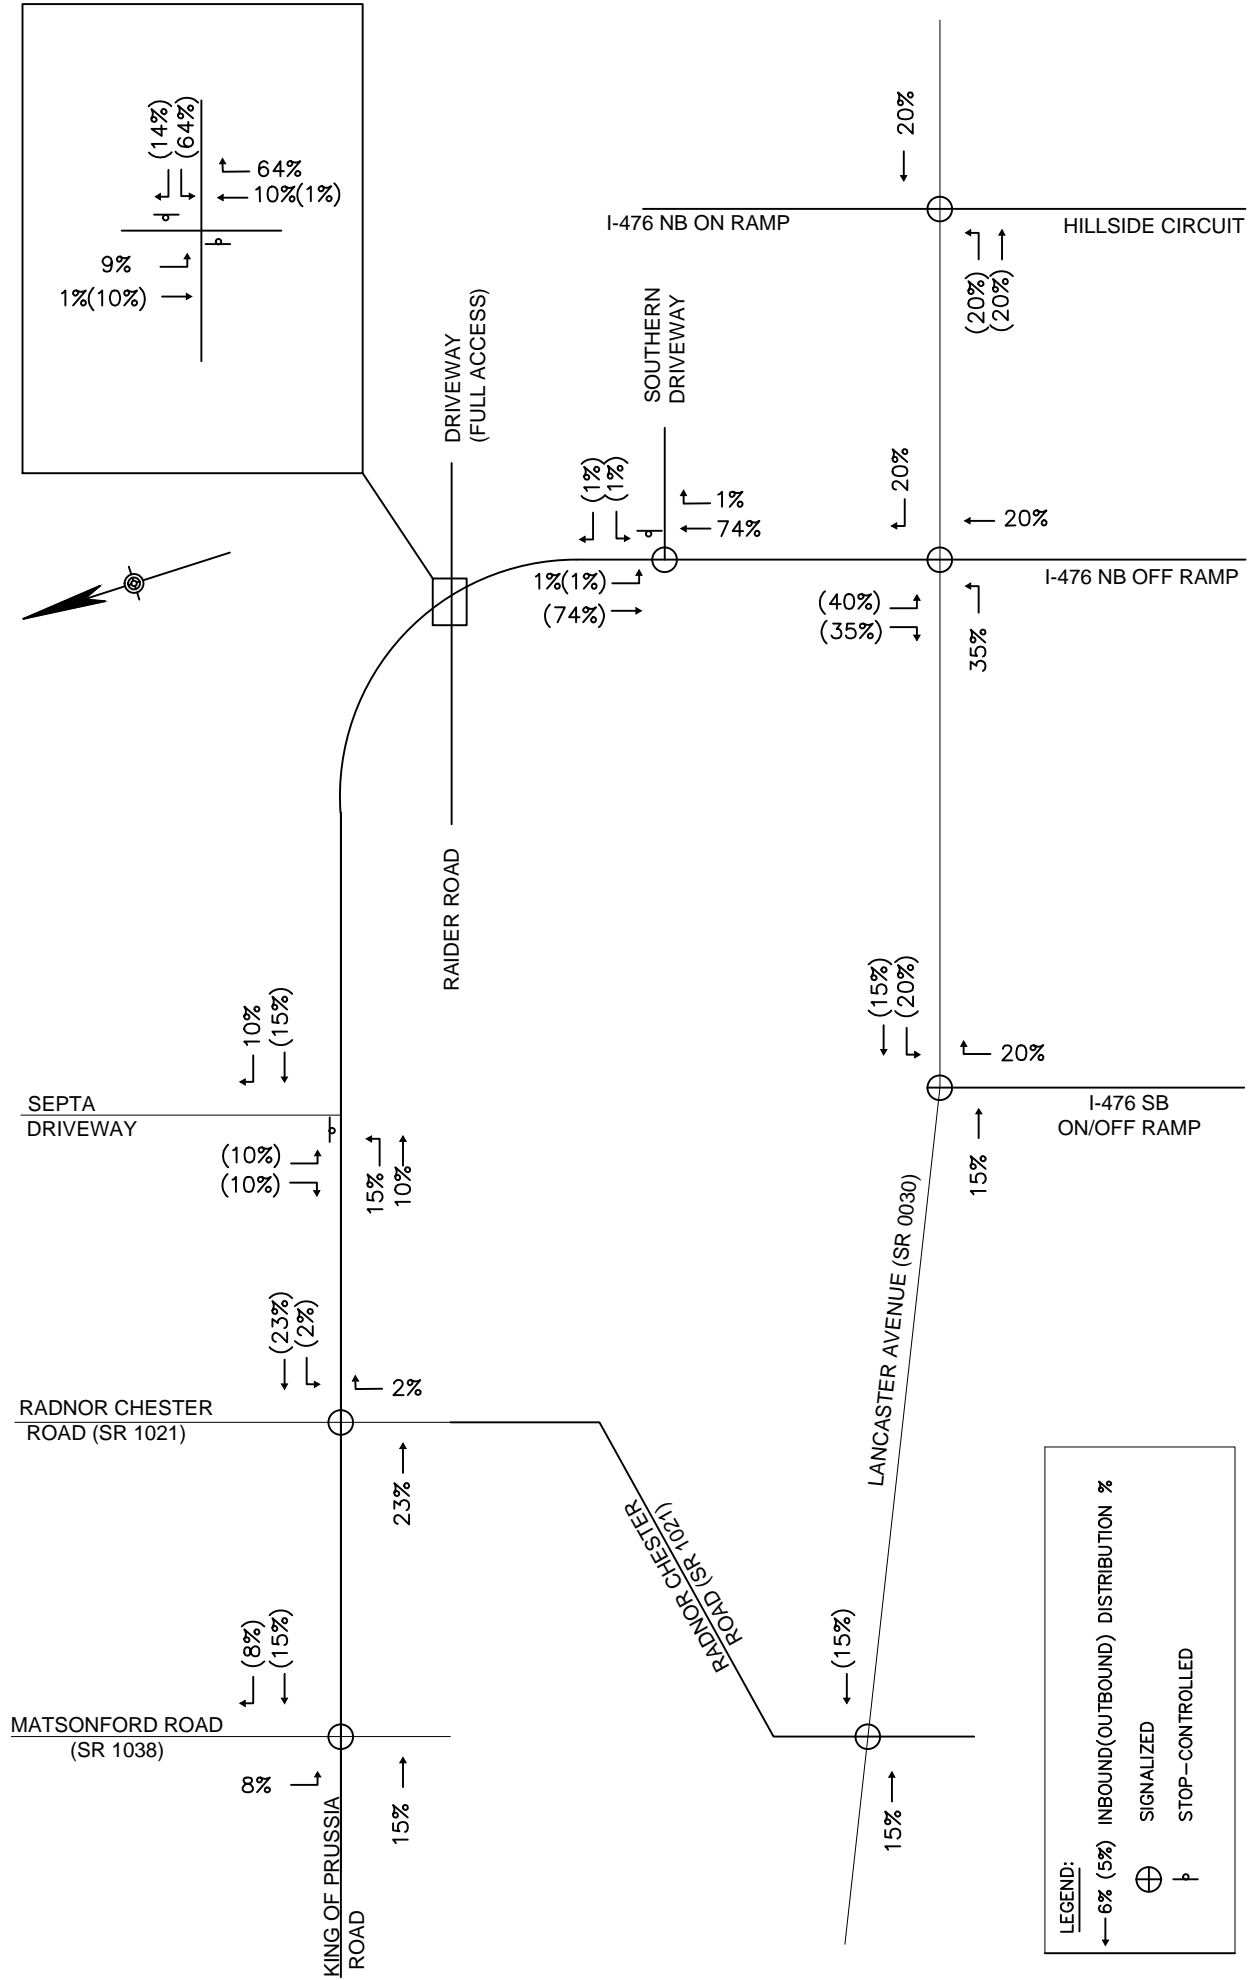 (14%)
(64%)
64%
10%(1%)
9%
1%(10%)
20%
I-476 NB ON RAMP
HILLSIDE CIRCUIT
(20%)
(20%)
DRIVEWAY
(FULL ACCESS)
SOUTHERN
DRIVEWAY
(1%)
(1%)
1%
74%
1%(1%)
(74%)
20%
20%
I-476 NB OFF RAMP
(40%)
(35%)
35%
RAIDER ROAD
10%
(15%)
SEPTA
DRIVEWAY
(10%)
(10%)
15%
10%
(15%)
(20%)
20%
I-476 SB
ON/OFF RAMP
15%
LANCASTER AVENUE (SR 0030)
(23%)
(2%)
2%
RADNOR CHESTER
ROAD (SR 1021)
23%
RADNOR CHESTER
ROAD (SR 1021)
(8%)
(15%)
MATSONFORD ROAD
(SR 1038)
8%
15%
KING OF PRUSSIA
ROAD
(15%)
15%
LEGEND:
6% (5%) INBOUND(OUTBOUND) DISTRIBUTION %
SIGNALIZED
STOP-CONTROLLED